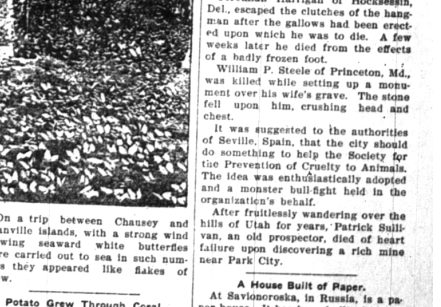 On a trip between Chausey and
anville islands, with a strong wind
wing seaward white butterflies
re carried out to sea in such num-
s they appeared like flakes of
w.
Potato Grew Through Coral
Harrigan of Hocksessin,
Del., escaped the clutches of the hang-
man after the gallows had been erect-
ed upon which he was to die. A few
weeks later he died from the effects
of a badly frozen foot.
William P. Steele of Princeton, Md.,
was killed while setting up a monu-
ment over his wife's grave. The stone
fell upon him, crushing head and
chest.
It was suggested to the authorities
of Seville, Spain, that the city should
do something to help the Society for
the Prevention of Cruelty to Animals.
The idea was enthusiastically adopted
and a monster bull-fight held in the
organization's behalf.
After fruitlessly wandering over the
hills of Utah for years, Patrick Sulli-
van, an old prospector, died of heart
failure upon discovering a rich mine
near Park City.
A House Built of Paper.
At Savionoroska, in Russia, is a pa-